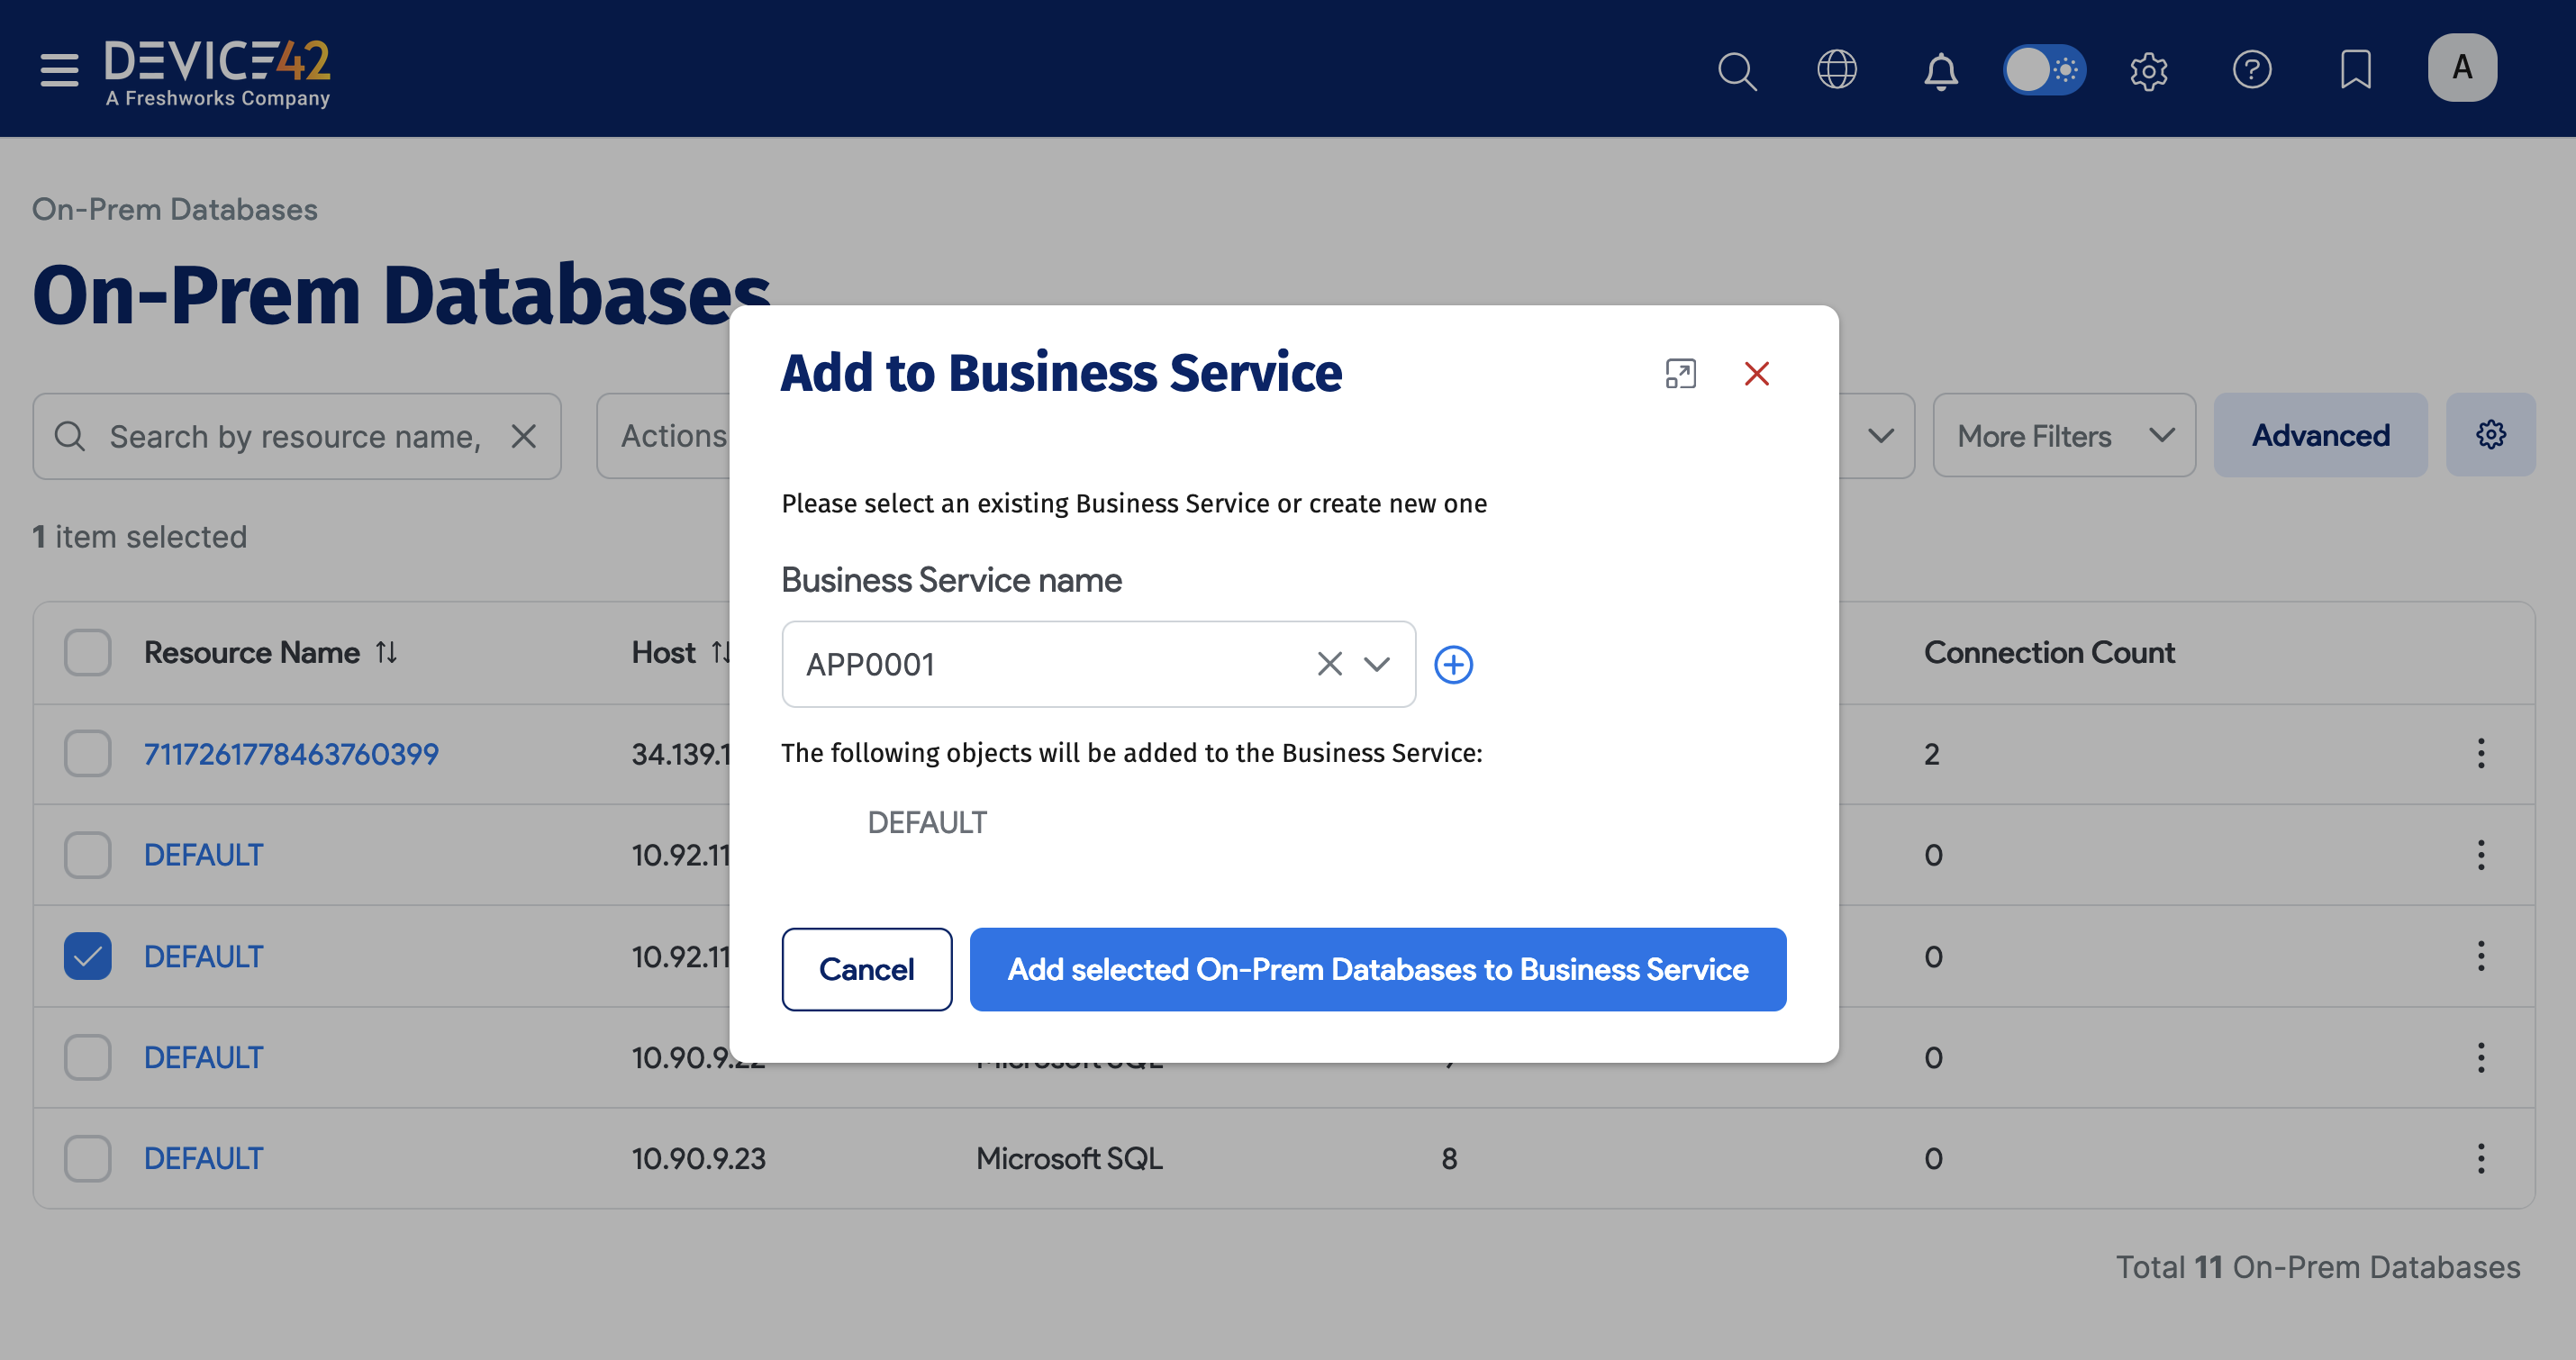 DEVICE42
A Freshworks Company
A
On-Prem Databases
On-Prem Databases
Search by resource name,
Actions
More Filters
Advanced
1 item selected
Add to Business Service
Please select an existing Business Service or create new one
Business Service name
APP0001
The following objects will be added to the Business Service:
DEFAULT
Cancel
Add selected On-Prem Databases to Business Service
Resource Name Host Connection Count
7117261778463760399 34.139.1 2
DEFAULT 10.92.11 0
DEFAULT 10.92.11 0
DEFAULT 10.90.9.22 Microsoft SQL 0
DEFAULT 10.90.9.23 Microsoft SQL 8 0
Total 11 On-Prem Databases